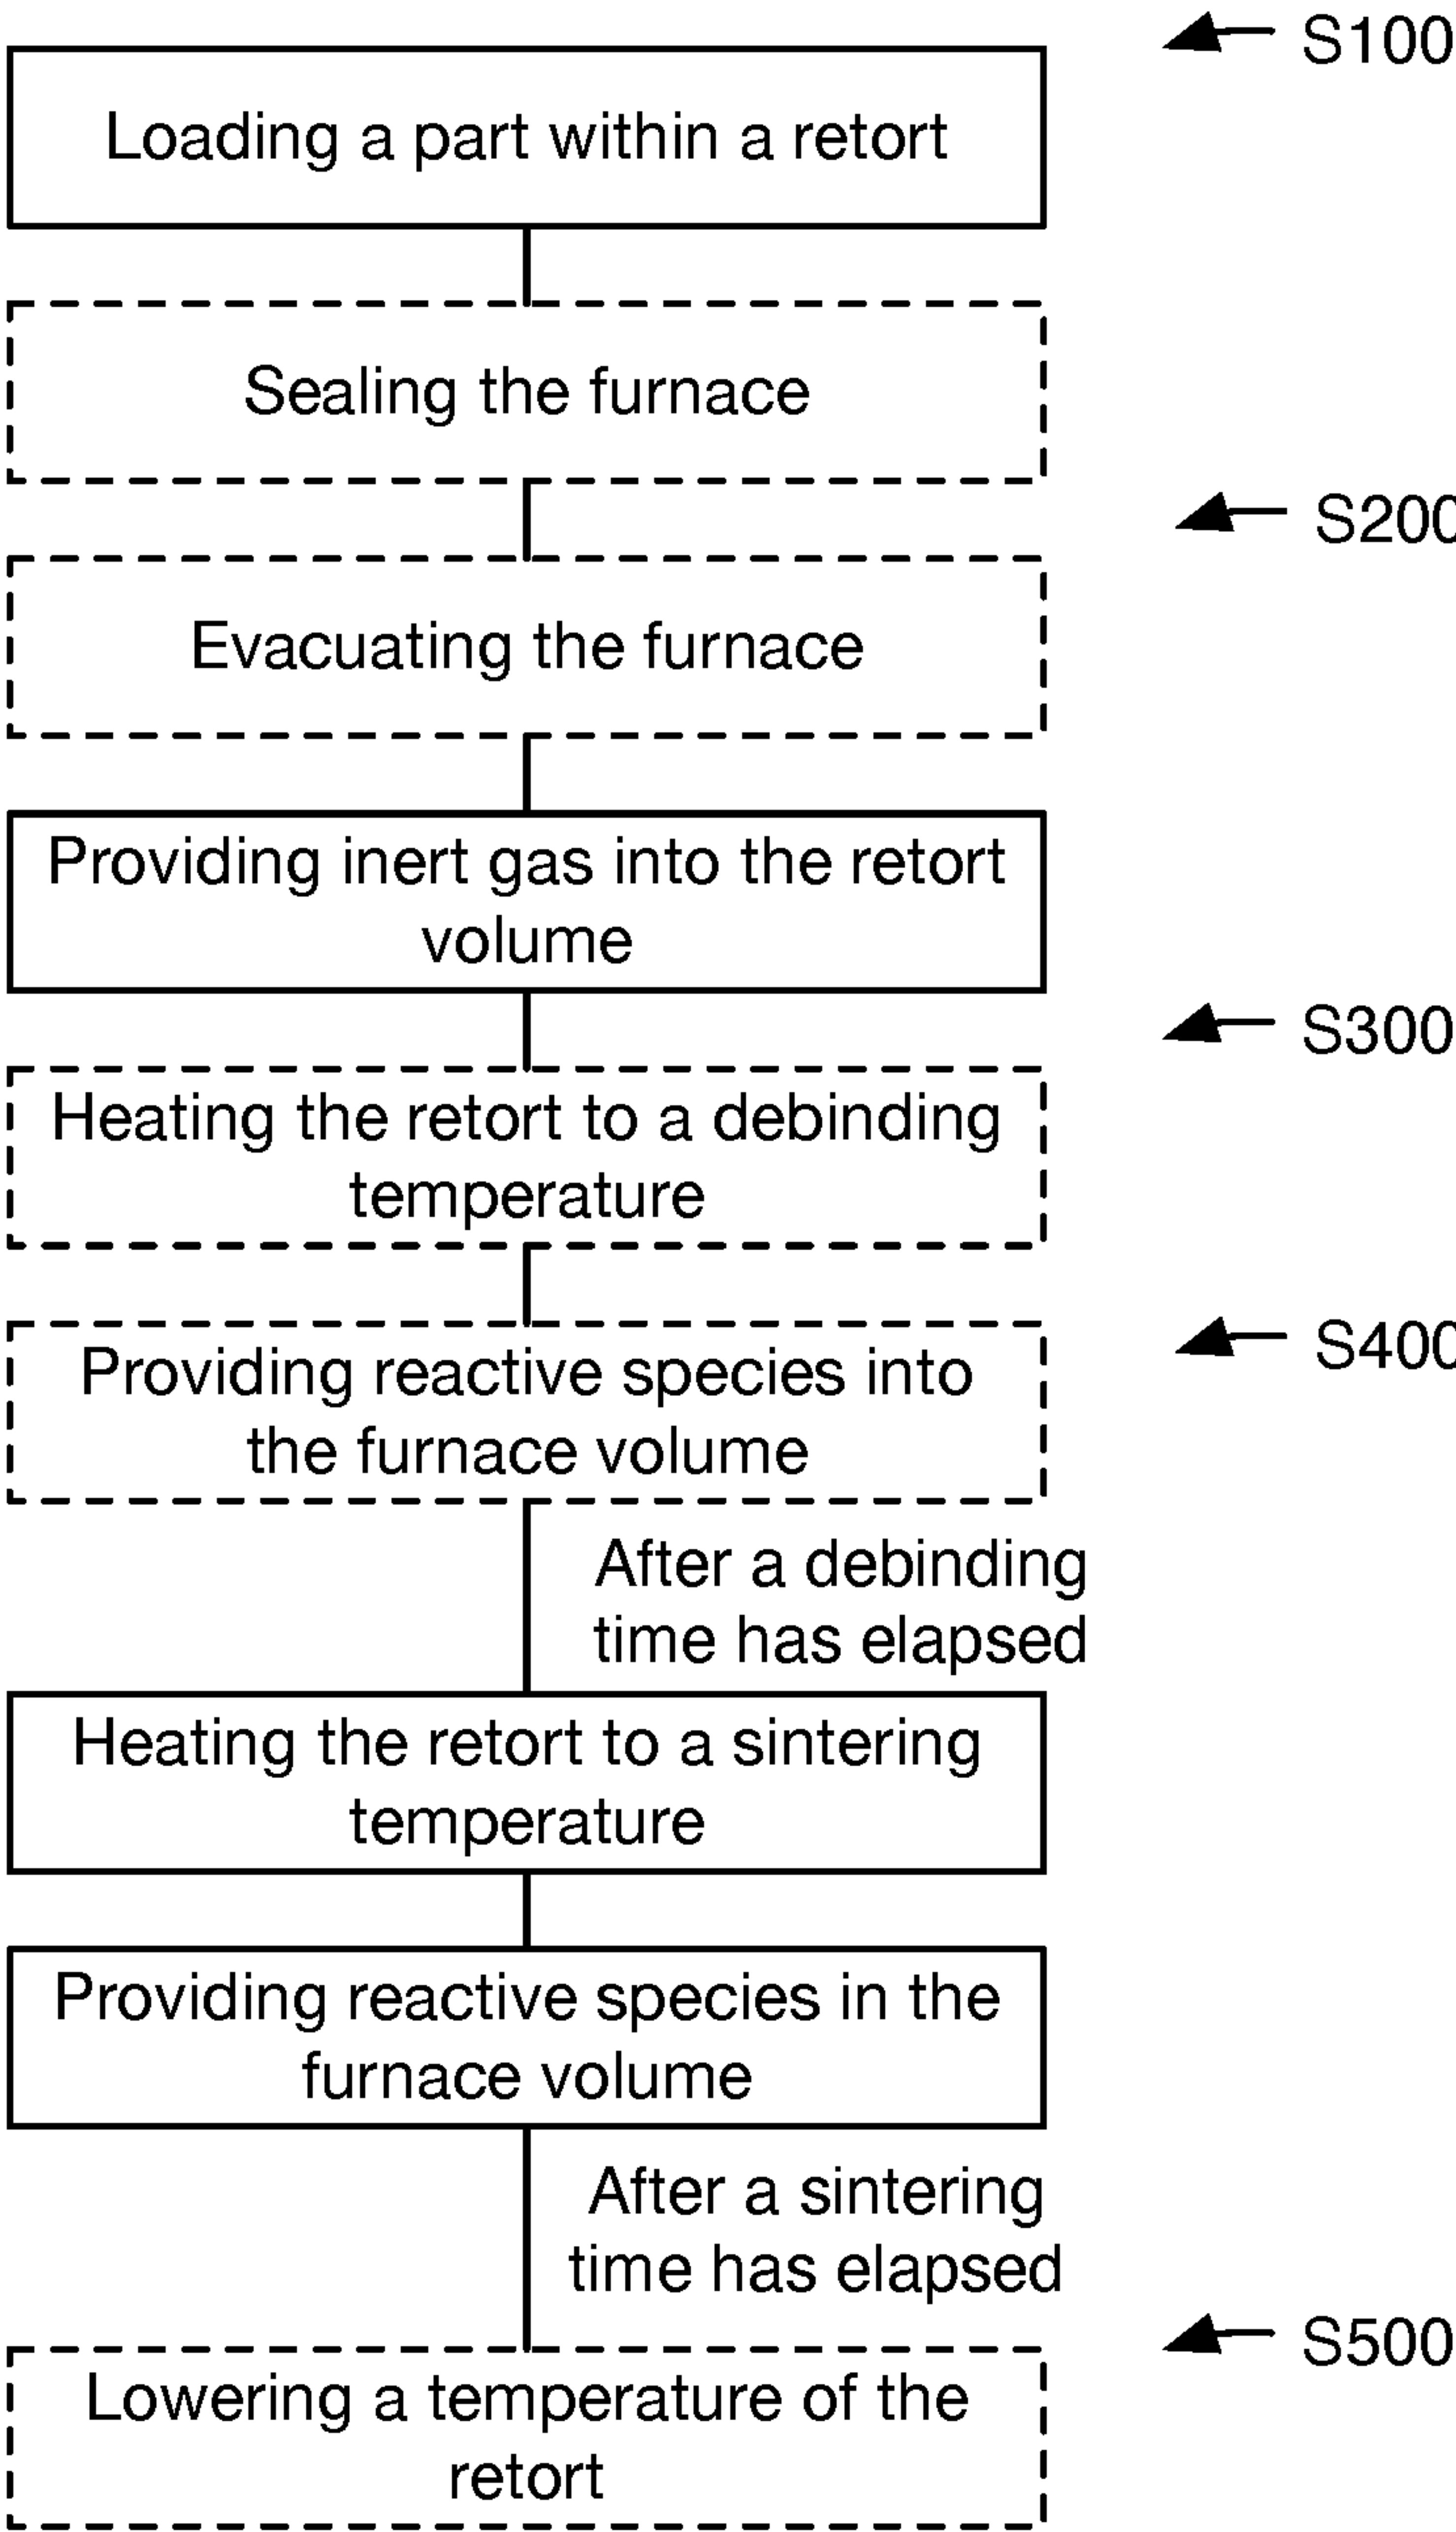 S100
Loading a part within a retort
Sealing the furnace
S200
Evacuating the furnace
Providing inert gas into the retort
volume
S300
Heating the retort to a debinding
temperature
S400
Providing reactive species into
the furnace volume
After a debinding
time has elapsed
Heating the retort to a sintering
temperature
Providing reactive species in the
furnace volume
After a sintering
time has elapsed
S500
Lowering a temperature of the
retort